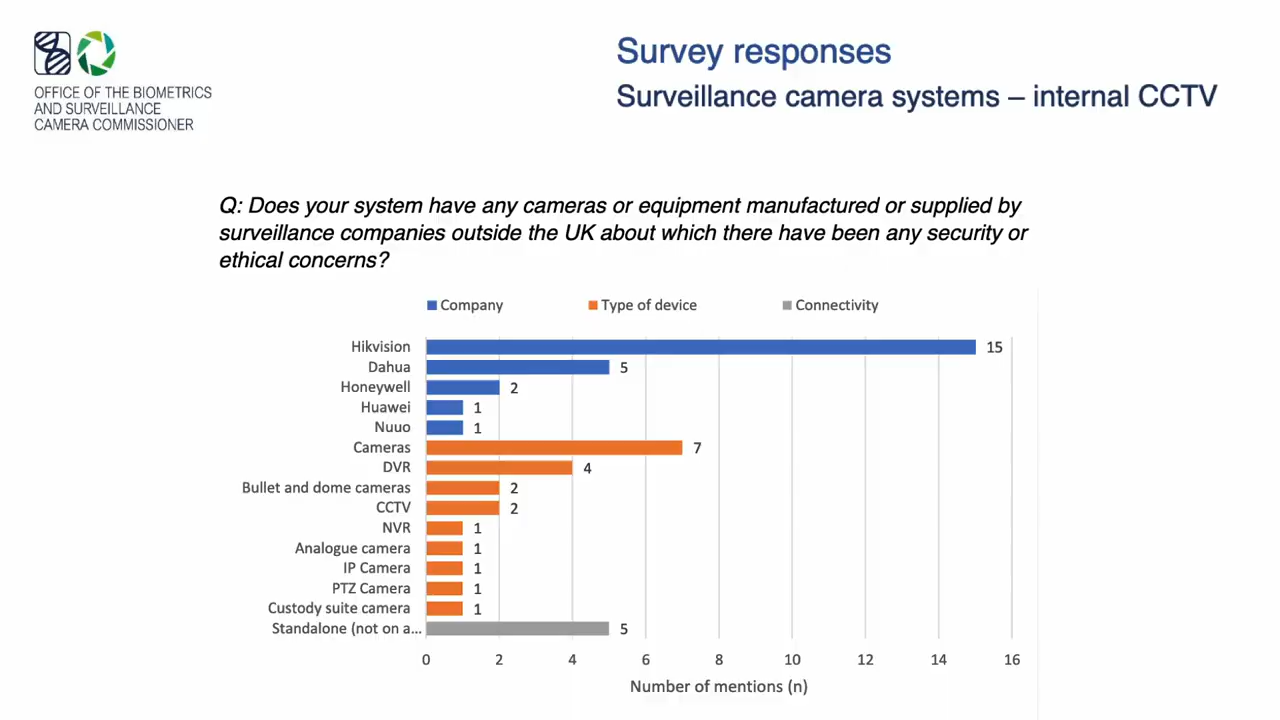 OFFICE OF THE BIOMETRICS
AND SURVEILLANCE
CAMERA COMMISSIONER
Survey responses
Surveillance camera systems – internal CCTV
Q: Does your system have any cameras or equipment manufactured or supplied by
surveillance companies outside the UK about which there have been any security or
ethical concerns?
Company Type of device Connectivity
Hikvision 15
Dahua 5
Honeywell 2
Huawei 1
Nuuo 1
Cameras 7
DVR 4
Bullet and dome cameras 2
CCTV 2
NVR 1
Analogue camera 1
IP Camera 1
PTZ Camera 1
Custody suite camera 1
Standalone (not on a... 5
0 2 4 6 8 10 12 14 16
Number of mentions (n)